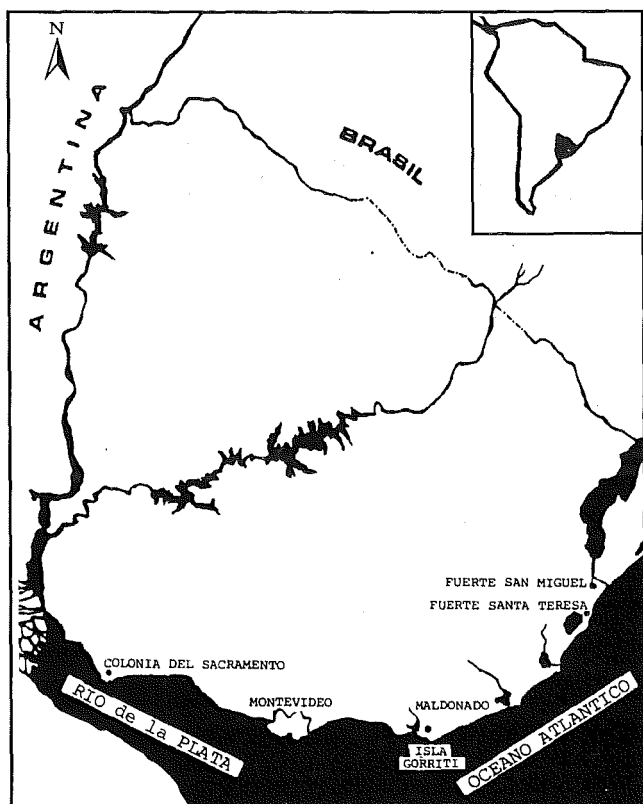 N
ARGENTINA
BRASIL
FUERTE SAN MIGUEL
FUERTE SANTA TERESA
COLONIA DEL SACRAMENTO
MONTEVIDEO
MALDONADO
RIO de la PLATA
ISLA
GORRITI
OCEANO ATLANTICO